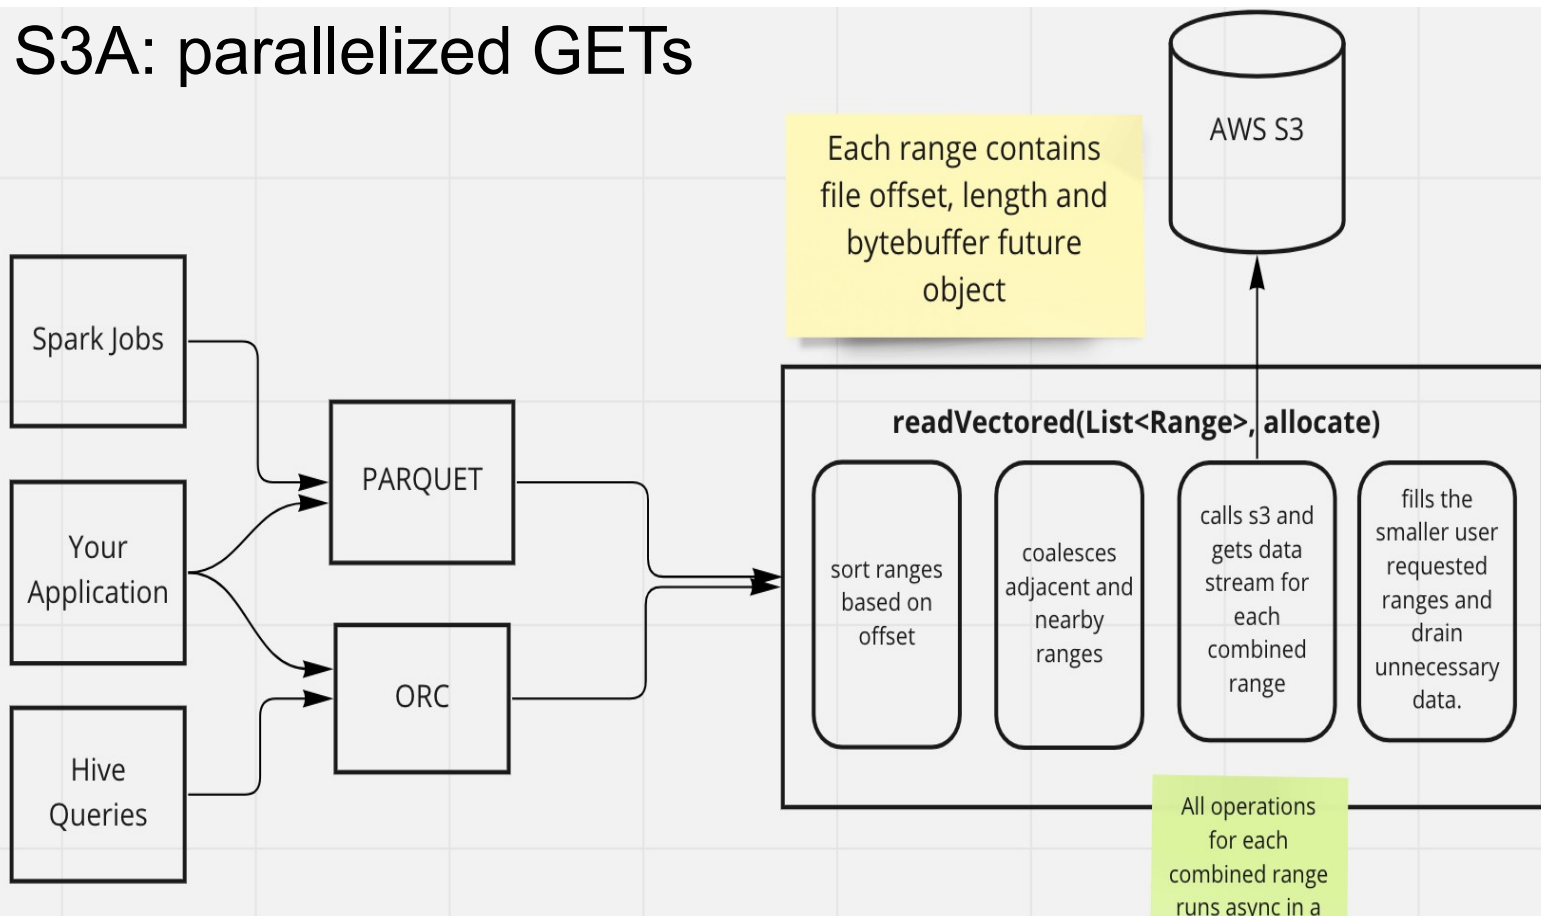 S3A: parallelized GETs
AWS S3
Each range contains
file offset, length and
bytebuffer future
object
Spark Jobs
PARQUET
Your
Application
ORC
Hive
Queries
readVectored(List<Range>, allocate)
sort ranges
based on
offset
coalesces
adjacent and
nearby
ranges
calls s3 and
gets data
stream for
each
combined
range
fills the
smaller user
requested
ranges and
drain
unnecessary
data.
All operations
for each
combined range
runs async in a